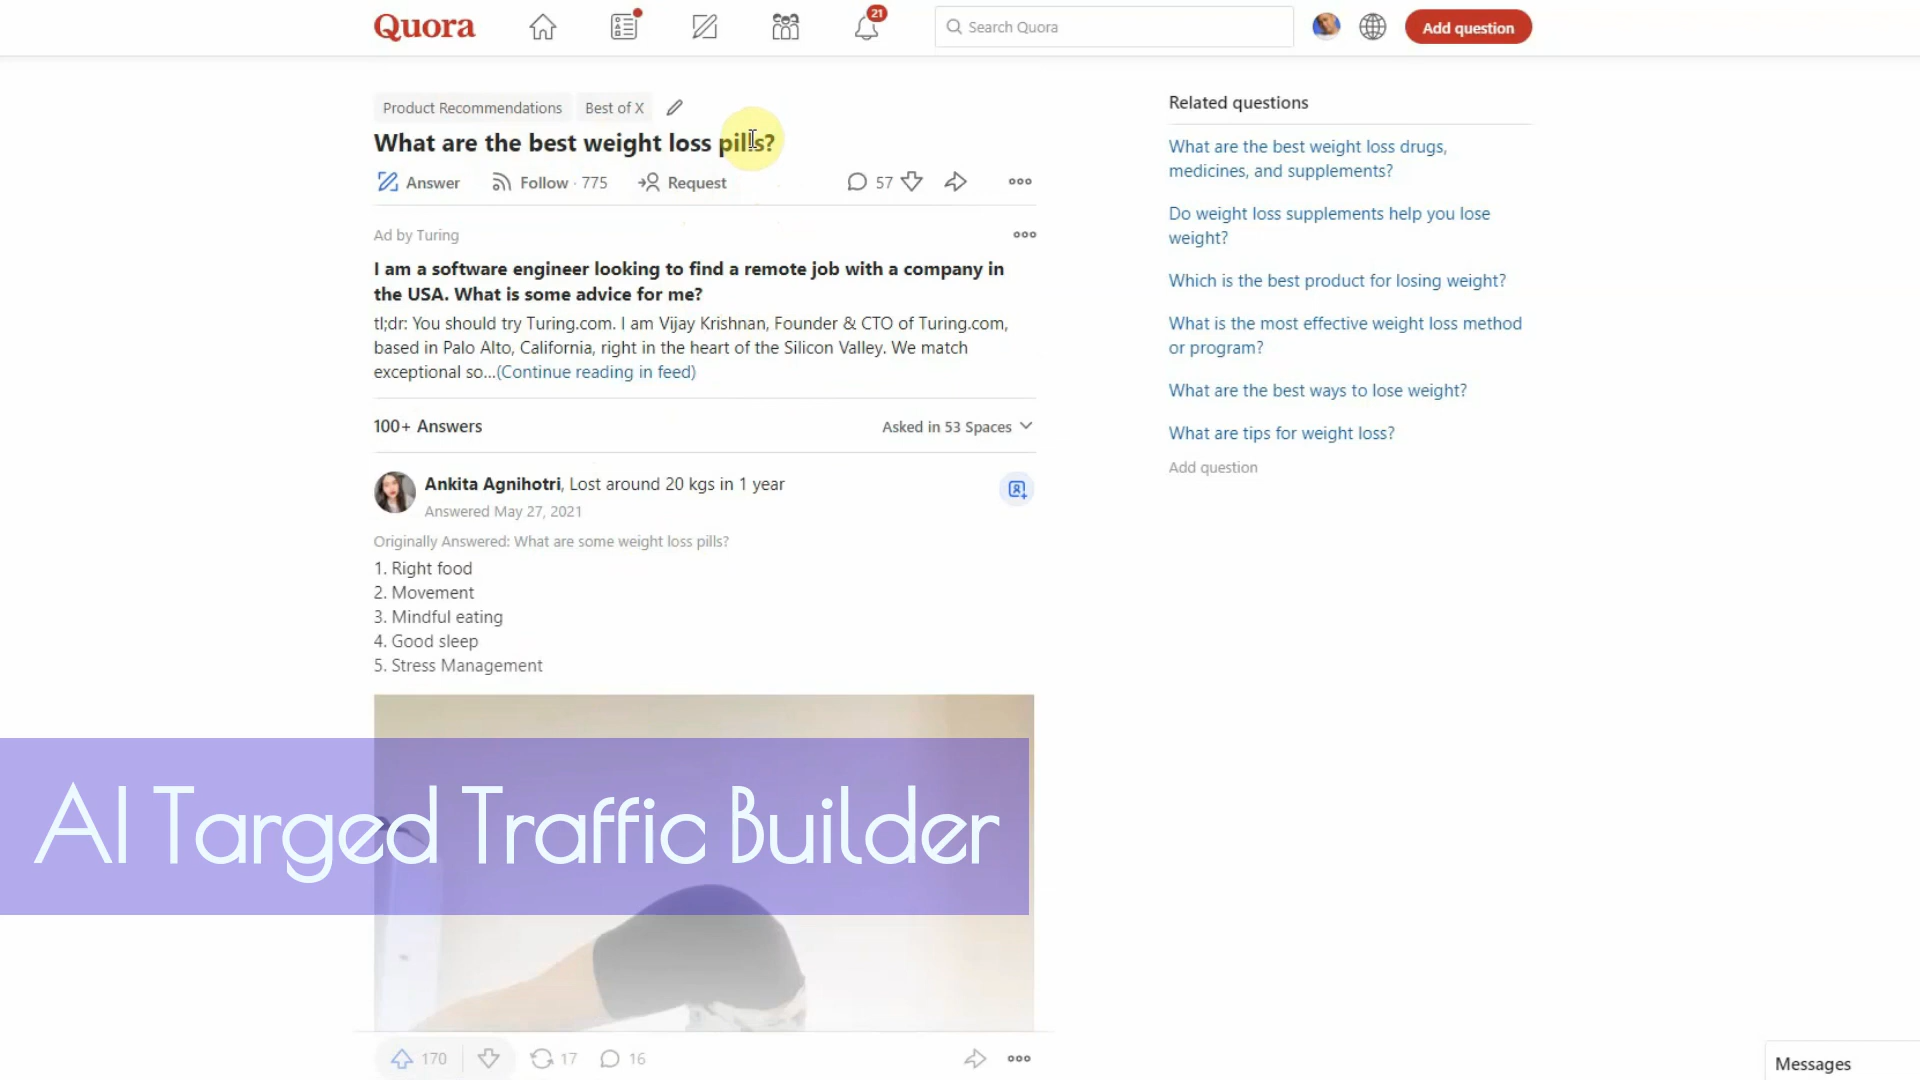 Quora
21
Search Quora
Add question
Product Recommendations
Best of X
What are the best weight loss pills?
Answer
Follow · 775
Request
57
Ad by Turing
I am a software engineer looking to find a remote job with a company in
the USA. What is some advice for me?
tl;dr: You should try Turing.com. I am Vijay Krishnan, Founder & CTO of Turing.com,
based in Palo Alto, California, right in the heart of the Silicon Valley. We match
exceptional so...(Continue reading in feed)
100+ Answers
Asked in 53 Spaces
Ankita Agnihotri, Lost around 20 kgs in 1 year
Answered May 27, 2021
Originally Answered: What are some weight loss pills?
1. Right food
2. Movement
3. Mindful eating
4. Good sleep
5. Stress Management
AI Targed Traffic Builder
170
17
16
Related questions
What are the best weight loss drugs,
medicines, and supplements?
Do weight loss supplements help you lose
weight?
Which is the best product for losing weight?
What is the most effective weight loss method
or program?
What are the best ways to lose weight?
What are tips for weight loss?
Add question
Messages